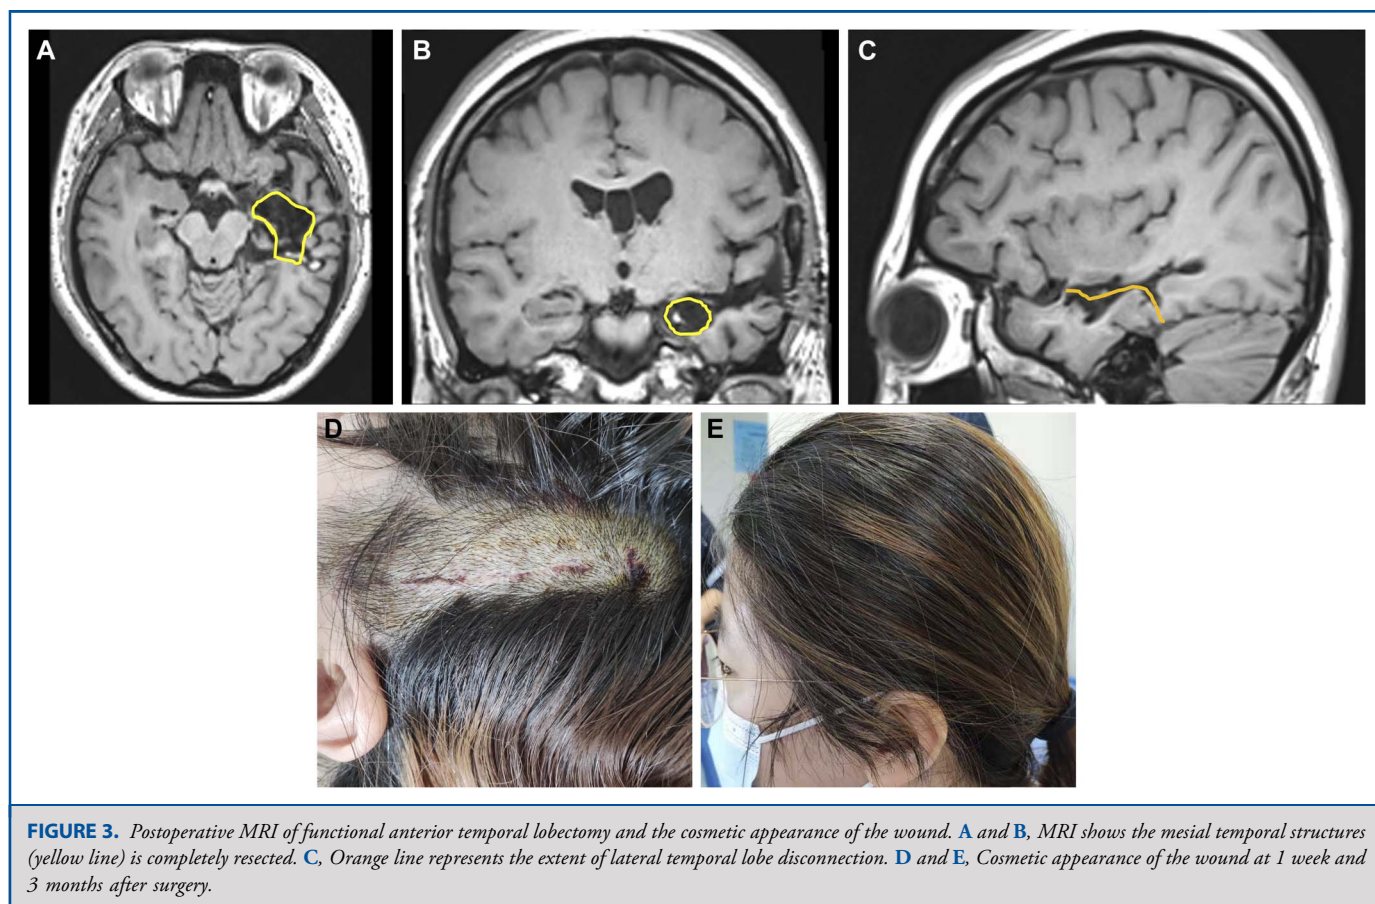 A
B
C
D
E
FIGURE 3. Postoperative MRI of functional anterior temporal lobectomy and the cosmetic appearance of the wound. A and B, MRI shows the mesial temporal structures
(yellow line) is completely resected. C, Orange line represents the extent of lateral temporal lobe disconnection. D and E, Cosmetic appearance of the wound at 1 week and
3 months after surgery.